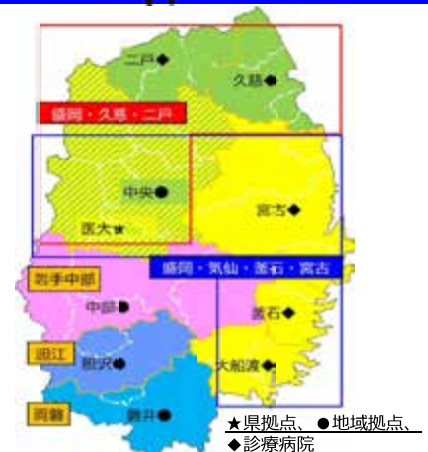 二戸◆
久慈●
盛岡・久慈・二戸
中央●
宮古◆
医大★
盛岡・気仙・釜石・宮古
岩手中部
中部●
釜石◆
胆江
胆沢●
大船渡◆
両磐
磐井●
★県拠点、●地域拠点、
◆診療病院